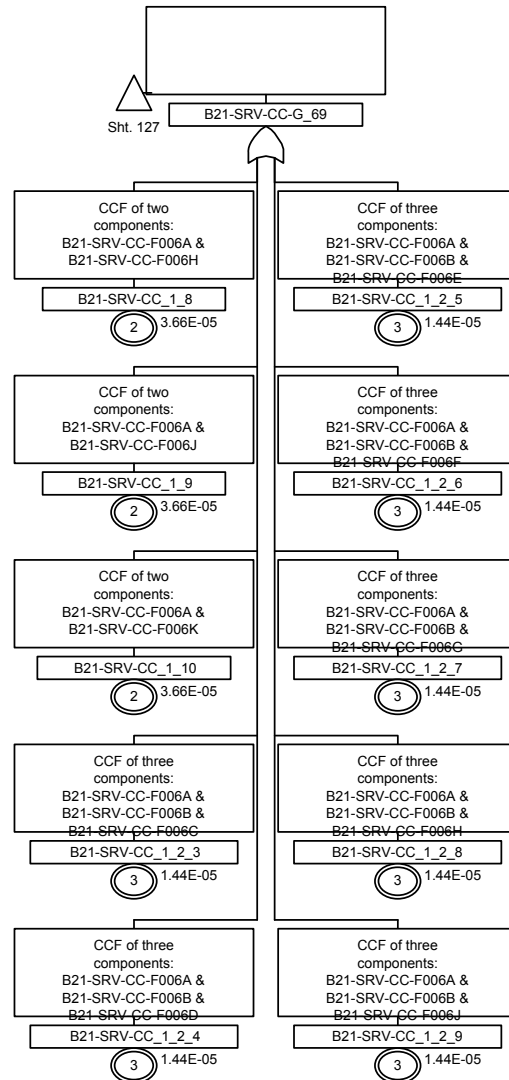 Sht. 127
B21-SRV-CC-G_69
CCF of two
components:
B21-SRV-CC-F006A &
B21-SRV-CC-F006H
B21-SRV-CC_1_8
2
3.66E-05
CCF of three
components:
B21-SRV-CC-F006A &
B21-SRV-CC-F006B &
B21-SRV-CC-F006E
B21-SRV-CC_1_2_5
3
1.44E-05
CCF of two
components:
B21-SRV-CC-F006A &
B21-SRV-CC-F006J
B21-SRV-CC_1_9
2
3.66E-05
CCF of three
components:
B21-SRV-CC-F006A &
B21-SRV-CC-F006B &
B21-SRV-CC-F006F
B21-SRV-CC_1_2_6
3
1.44E-05
CCF of two
components:
B21-SRV-CC-F006A &
B21-SRV-CC-F006K
B21-SRV-CC_1_10
2
3.66E-05
CCF of three
components:
B21-SRV-CC-F006A &
B21-SRV-CC-F006B &
B21-SRV-CC-F006G
B21-SRV-CC_1_2_7
3
1.44E-05
CCF of three
components:
B21-SRV-CC-F006A &
B21-SRV-CC-F006B &
B21-SRV-CC-F006C
B21-SRV-CC_1_2_3
3
1.44E-05
CCF of three
components:
B21-SRV-CC-F006A &
B21-SRV-CC-F006B &
B21-SRV-CC-F006H
B21-SRV-CC_1_2_8
3
1.44E-05
CCF of three
components:
B21-SRV-CC-F006A &
B21-SRV-CC-F006B &
B21-SRV-CC-F006D
B21-SRV-CC_1_2_4
3
1.44E-05
CCF of three
components:
B21-SRV-CC-F006A &
B21-SRV-CC-F006B &
B21-SRV-CC-F006J
B21-SRV-CC_1_2_9
3
1.44E-05